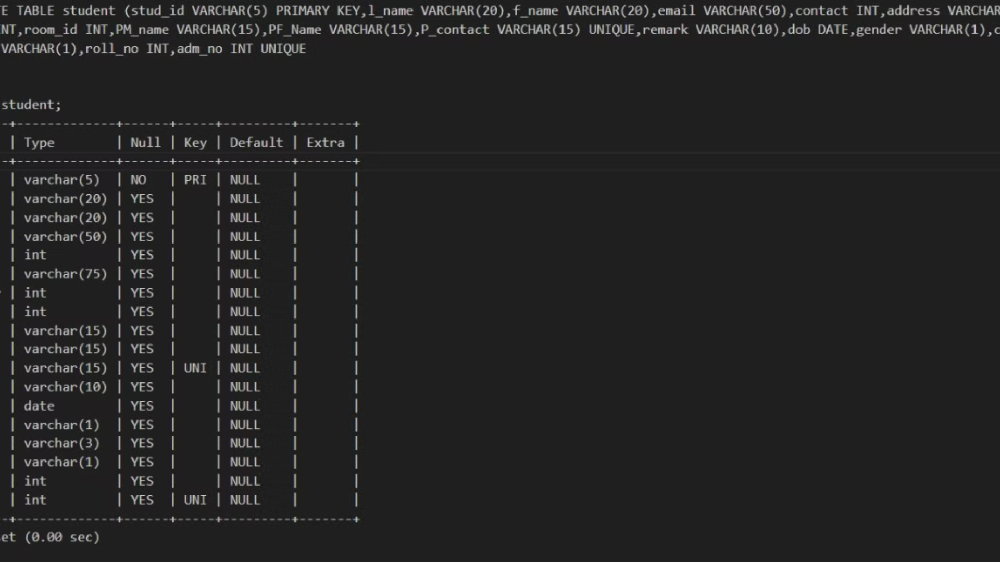 TABLE student (stud_id VARCHAR(5) PRIMARY KEY,l_name VARCHAR(20),f_name VARCHAR(20),email VARCHAR(50),contact INT,address VARCHAR
INT,room_id INT,PM_name VARCHAR(15),PF_Name VARCHAR(15),P_contact VARCHAR(15) UNIQUE,remark VARCHAR(10),dob DATE,gender VARCHAR(1),
VARCHAR(1),roll_no INT,adm_no INT UNIQUE
student;
-+-------------+------+-----+---------+-------+
| Type | Null | Key | Default | Extra |
-+-------------+------+-----+---------+-------+
| varchar(5) | NO | PRI | NULL | |
| varchar(20) | YES | | NULL | |
| varchar(20) | YES | | NULL | |
| varchar(50) | YES | | NULL | |
| int | YES | | NULL | |
| varchar(75) | YES | | NULL | |
| int | YES | | NULL | |
| int | YES | | NULL | |
| varchar(15) | YES | | NULL | |
| varchar(15) | YES | | NULL | |
| varchar(15) | YES | UNI | NULL | |
| varchar(10) | YES | | NULL | |
| date | YES | | NULL | |
| varchar(1) | YES | | NULL | |
| varchar(3) | YES | | NULL | |
| varchar(1) | YES | | NULL | |
| int | YES | | NULL | |
| int | YES | UNI | NULL | |
-+-------------+------+-----+---------+-------+
et (0.00 sec)